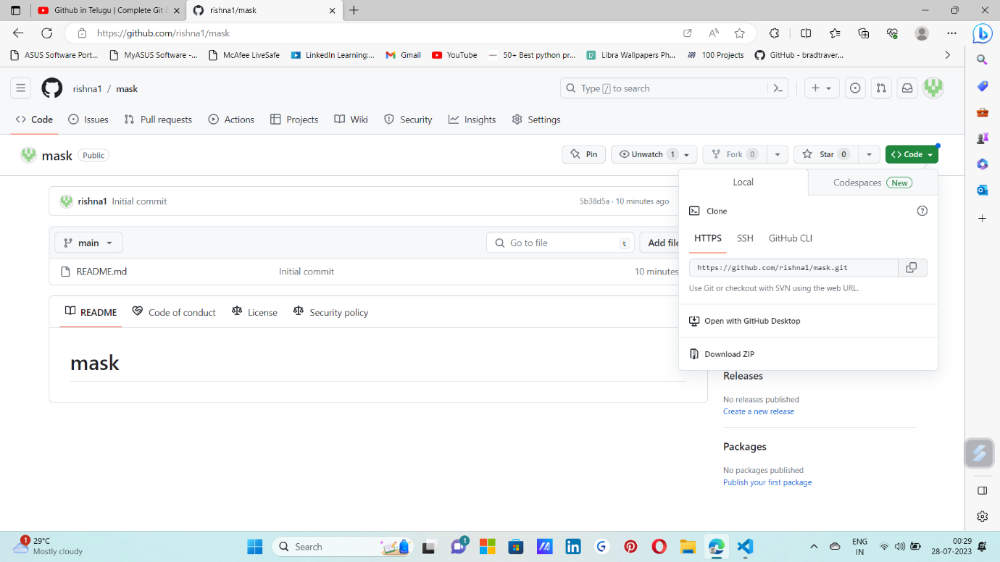 Github in Telugu | Complete Git &
rishna1/mask
https://github.com/rishna1/mask
ASUS Software Port...
MyASUS Software -...
McAfee LiveSafe
LinkedIn Learning:...
Gmail
YouTube
50+ Best python pr...
Libra Wallpapers Ph...
100 Projects
GitHub - bradtraver...
rishna1 / mask
Type / to search
Code
Issues
Pull requests
Actions
Projects
Wiki
Security
Insights
Settings
mask Public
Pin
Unwatch 1
Fork 0
Star 0
Code
Local
Codespaces New
rishna1 Initial commit
5b38d5a · 10 minutes ago
Clone
HTTPS SSH GitHub CLI
main
Go to file t
Add file
https://github.com/rishna1/mask.git
README.md
Initial commit
10 minutes
Use Git or checkout with SVN using the web URL.
README
Code of conduct
License
Security policy
Open with GitHub Desktop
Download ZIP
mask
Releases
No releases published
Create a new release
Packages
No packages published
Publish your first package
1
29°C
Mostly cloudy
Search
1
ENG
IN
00:29
28-07-2023